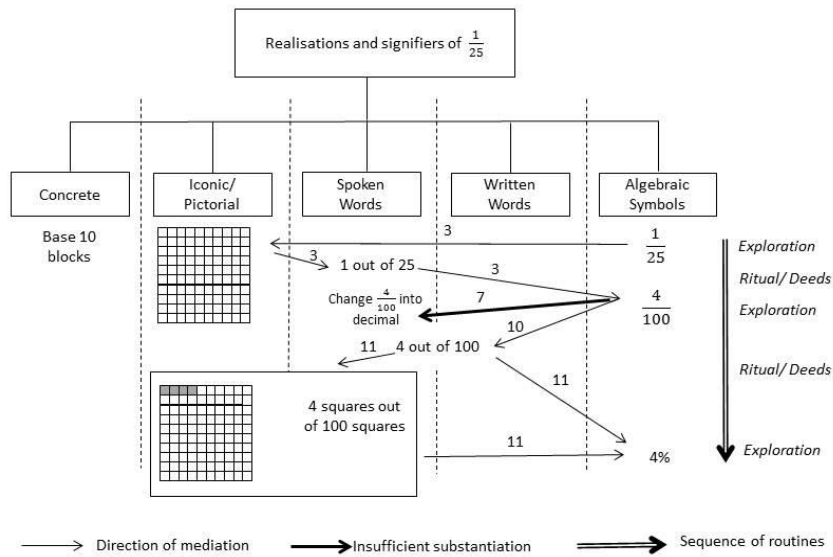 Realisations and signifiers of 1/25
Concrete
Iconic/
Pictorial
Spoken
Words
Written
Words
Algebraic
Symbols
Base 10
blocks
3
1/25
Exploration
3
1 out of 25
3
Ritual/ Deeds
Change 4/100 into
decimal
7
4/100
Exploration
10
11
4 out of 100
11
Ritual/ Deeds
4 squares out
of 100 squares
11
4%
Exploration
Direction of mediation
Insufficient substantiation
Sequence of routines